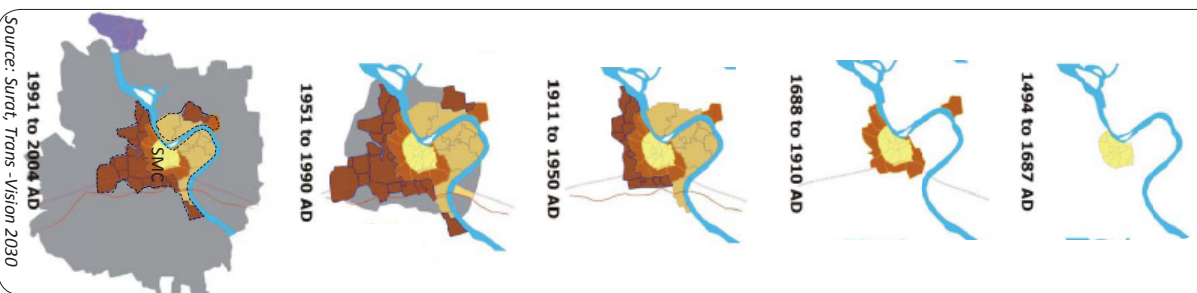 1494 to 1687 AD
1688 to 1910 AD
1911 to 1950 AD
1951 to 1990 AD
1991 to 2004 AD
SMC
Source: Surat, Trans -Vision 2030